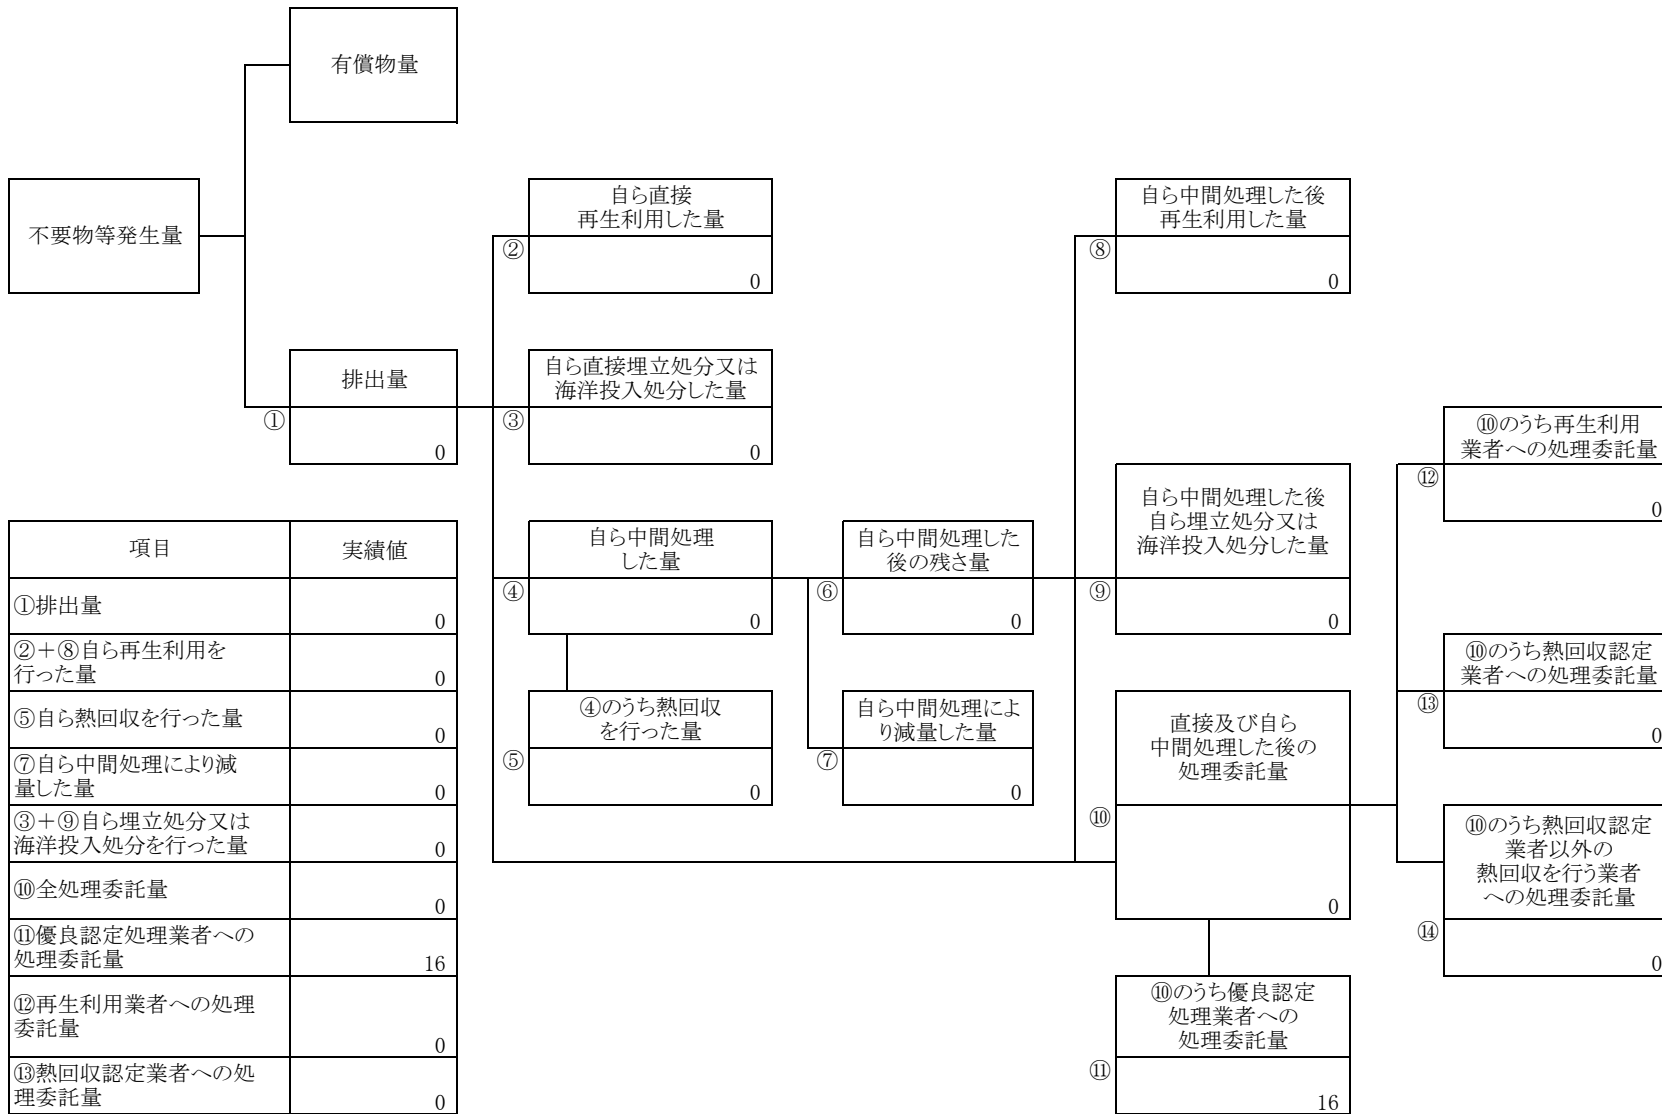 有償物量
不要物等発生量
自ら直接
再生利用した量
②
0
自ら中間処理した後
再生利用した量
⑧
0
排出量
①
0
自ら直接埋立処分又は
海洋投入処分した量
③
0
⑩のうち再生利用
業者への処理委託量
⑫
0
自ら中間処理した後
自ら埋立処分又は
海洋投入処分した量
⑨
0
自ら中間処理
した量
④
0
自ら中間処理した
後の残さ量
⑥
0
⑩のうち熱回収認定
業者への処理委託量
⑬
0
④のうち熱回収
を行った量
⑤
0
自ら中間処理によ
り減量した量
⑦
0
直接及び自ら
中間処理した後の
処理委託量
⑩
0
⑩のうち熱回収認定
業者以外の
熱回収を行う業者
への処理委託量
⑭
0
⑩のうち優良認定
処理業者への
処理委託量
⑪
16
項目 実績値
①排出量 0
②+⑧自ら再生利用を
行った量 0
⑤自ら熱回収を行った量 0
⑦自ら中間処理により減
量した量 0
③+⑨自ら埋立処分又は
海洋投入処分を行った量 0
⑩全処理委託量 0
⑪優良認定処理業者への
処理委託量 16
⑫再生利用業者への処理
委託量 0
⑬熱回収認定業者への処
理委託量 0